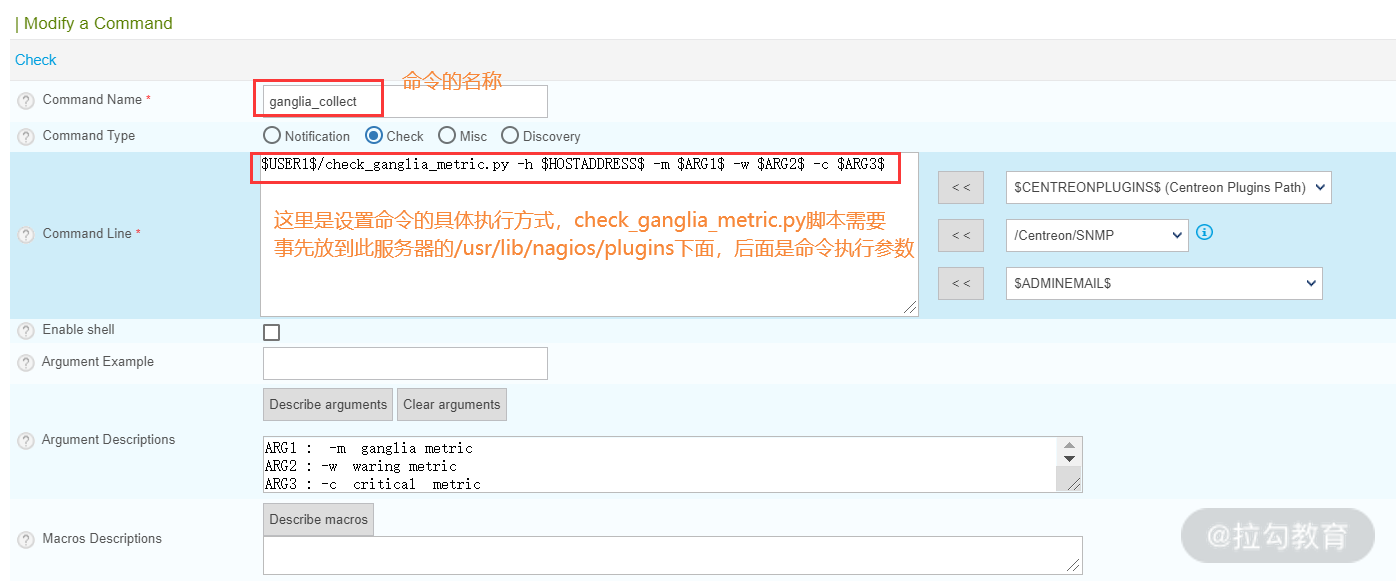 | Modify a Command
Check
命令的名称
Command Name *
ganglia_collect
Command Type
Notification Check Misc Discovery
$USER1$/check_ganglia_metric.py -h $HOSTADDRESS$ -m $ARG1$ -w $ARG2$ -c $ARG3$
< < $CENTREONPLUGINS$ (Centreon Plugins Path)
这里是设置命令的具体执行方式，check_ganglia_metric.py脚本需要
Command Line *
< < /Centreon/SNMP
事先放到此服务器的/usr/lib/nagios/plugins下面，后面是命令执行参数
< < $ADMINEMAIL$
Enable shell
Argument Example
Describe arguments Clear arguments
Argument Descriptions
ARG1 : -m ganglia metric
ARG2 : -w waring metric
ARG3 : -c critical metric
Describe macros
Macros Descriptions
@拉勾教育